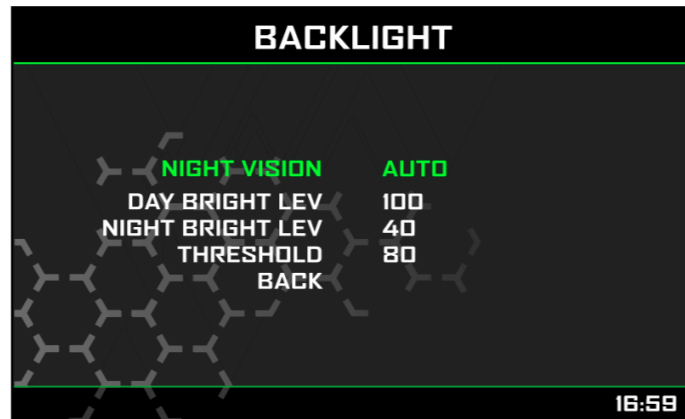 BACKLIGHT
NIGHT VISION AUTO
DAY BRIGHT LEV 100
NIGHT BRIGHT LEV 40
THRESHOLD 80
BACK
16:59